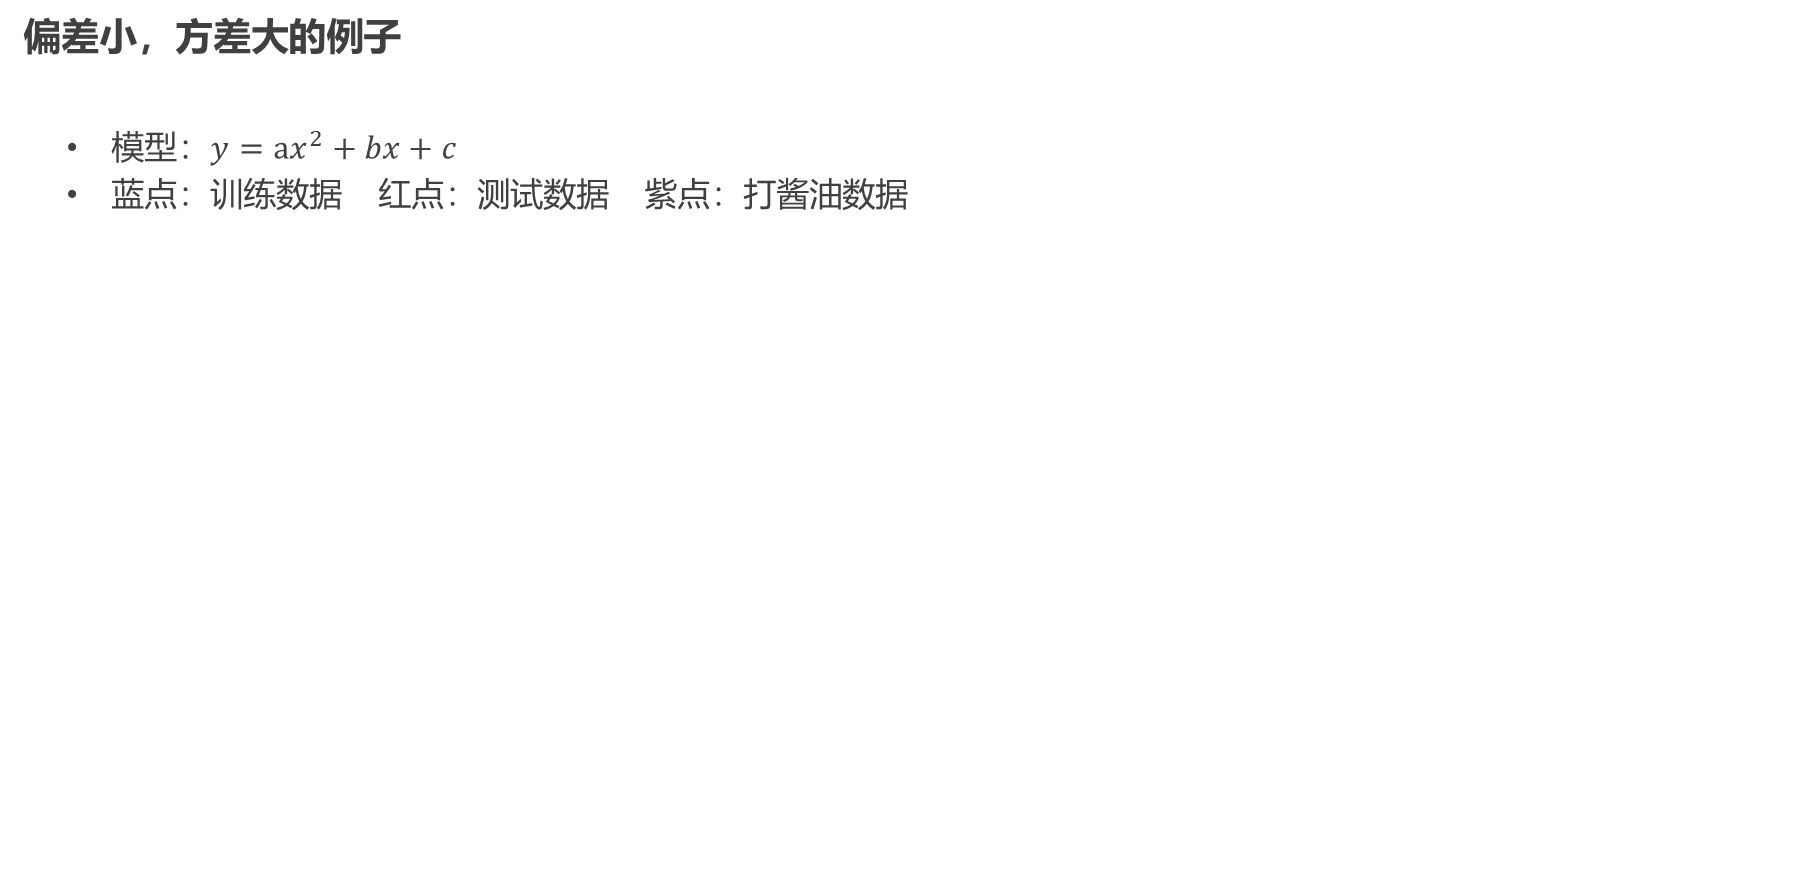 偏差小，方差大的例子
• 模型：y = ax² + bx + c
• 蓝点：训练数据 红点：测试数据 紫点：打酱油数据